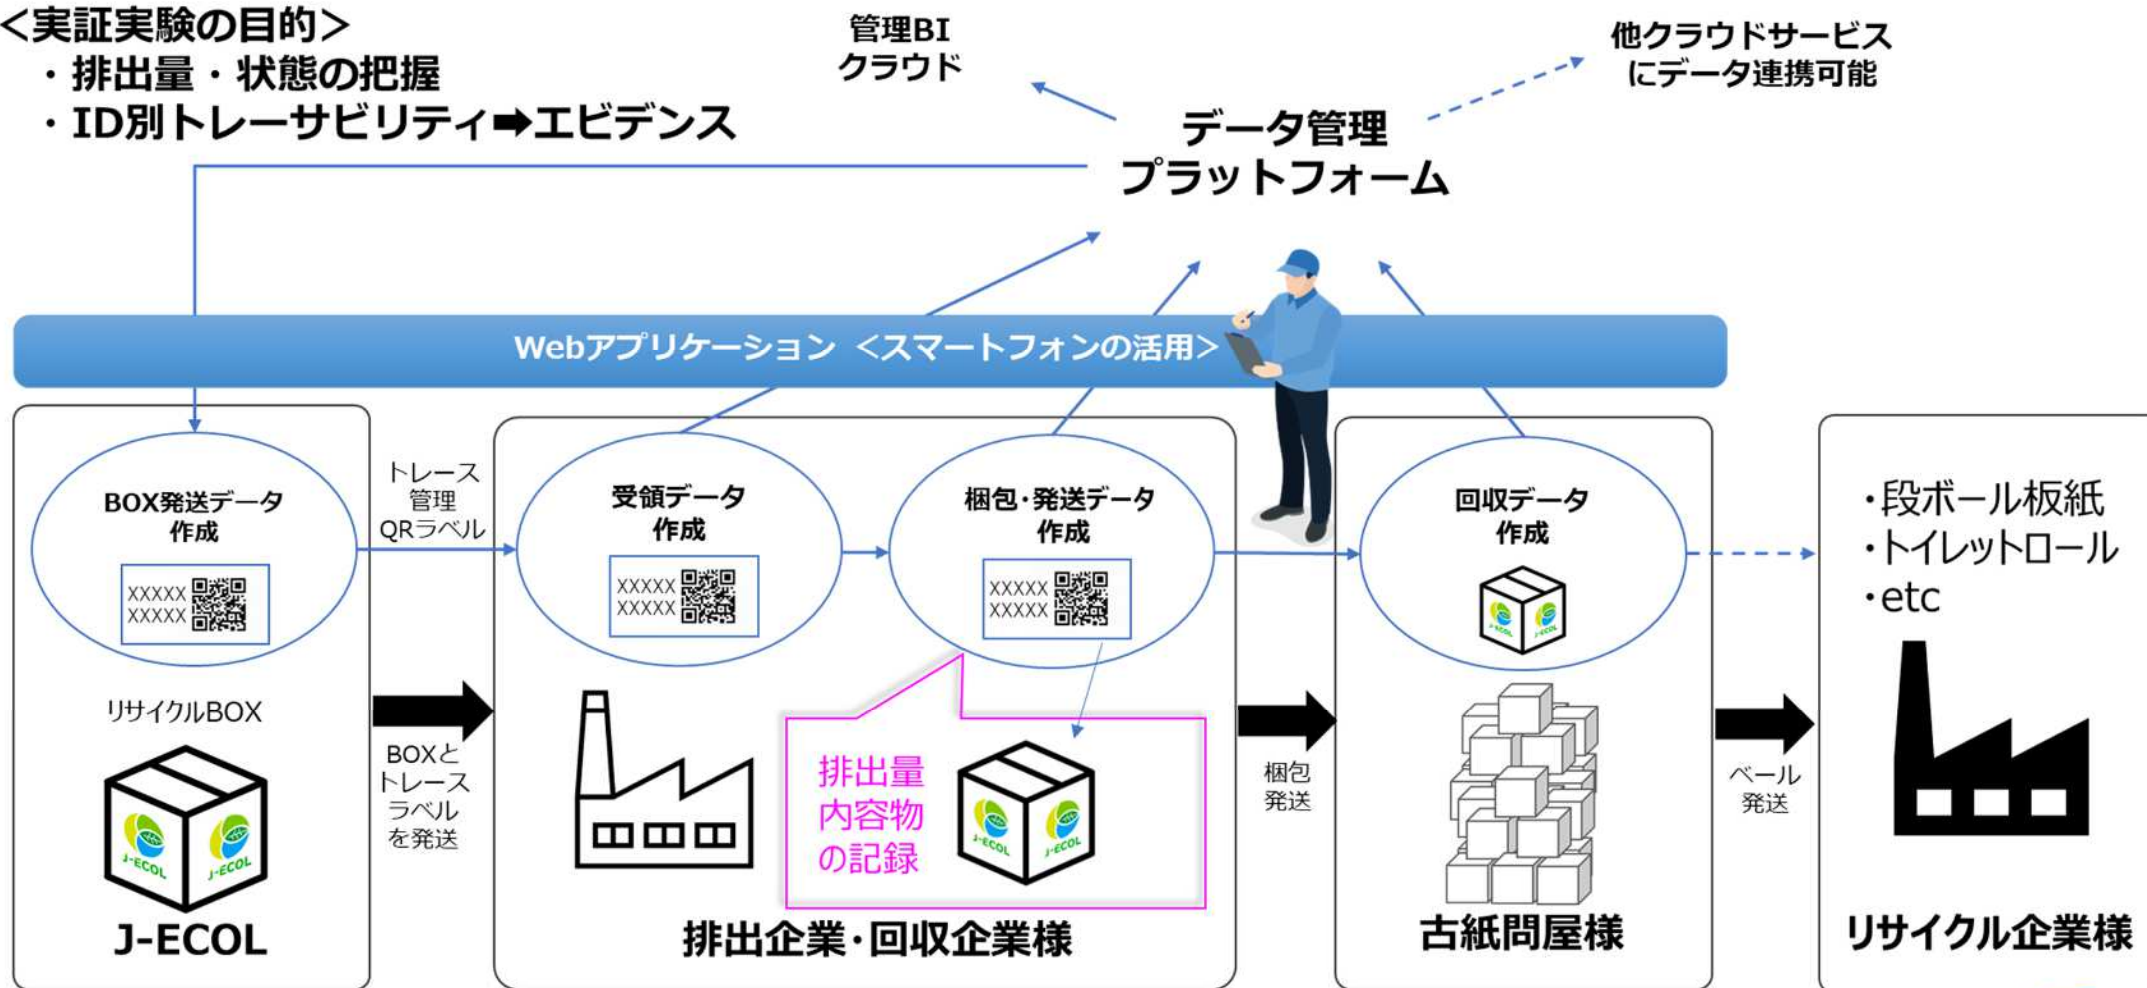 <実証実験の目的>
・排出量・状態の把握
・ID別トレーサビリティ➡エビデンス
管理BI
クラウド
他クラウドサービス
にデータ連携可能
データ管理
プラットフォーム
Webアプリケーション <スマートフォンの活用>
BOX発送データ
作成
XXXXX
XXXXX
リサイクルBOX
J-ECOL
J-ECOL
J-ECOL
トレース
管理
QRラベル
BOXと
トレース
ラベル
を発送
受領データ
作成
XXXXX
XXXXX
梱包・発送データ
作成
XXXXX
XXXXX
排出量
内容物
の記録
J-ECOL
J-ECOL
排出企業・回収企業様
梱包
発送
回収データ
作成
J-ECOL
J-ECOL
古紙問屋様
ベール
発送
・段ボール板紙
・トイレットロール
・etc
リサイクル企業様